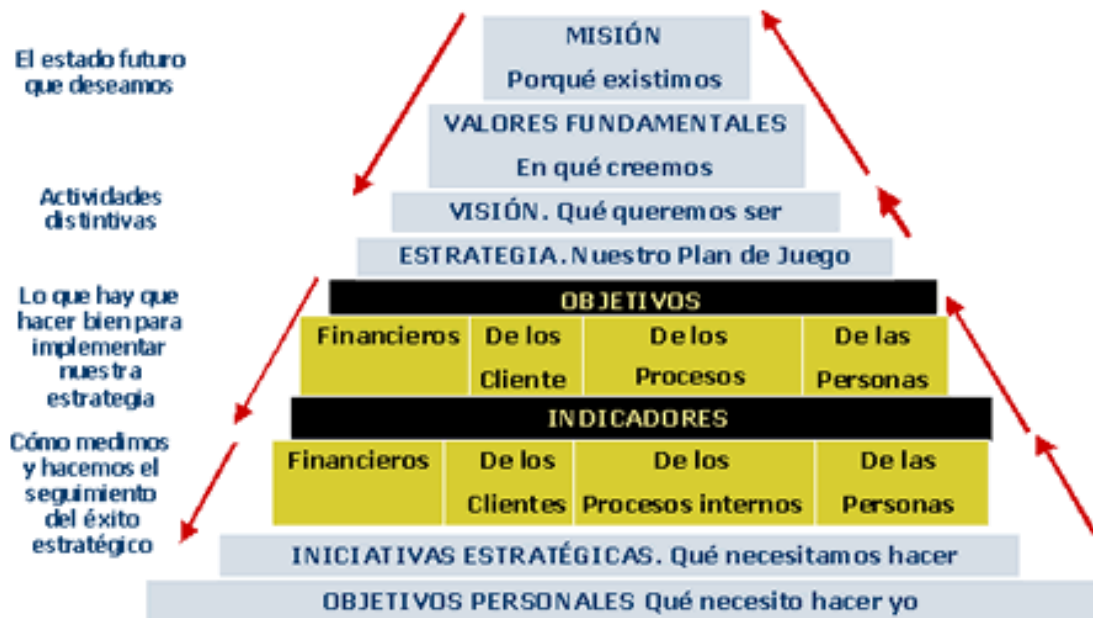 El estado futuro
que deseamos
MISIÓN
Porqué existimos
VALORES FUNDAMENTALES
En qué creemos
Actividades
distintivas
VISIÓN. Qué queremos ser
ESTRATEGIA. Nuestro Plan de Juego
Lo que hay que
hacer bien para
implementar
nuestra
estrategia
OBJETIVOS
Financieros
De los
Cliente
De los
Procesos
De las
Personas
Cómo medimos
y hacemos el
seguimiento
del éxito
estratégico
INDICADORES
Financieros
De los
Clientes
De los
Procesos internos
De las
Personas
INICIATIVAS ESTRATÉGICAS. Qué necesitamos hacer
OBJETIVOS PERSONALES Qué necesito hacer yo